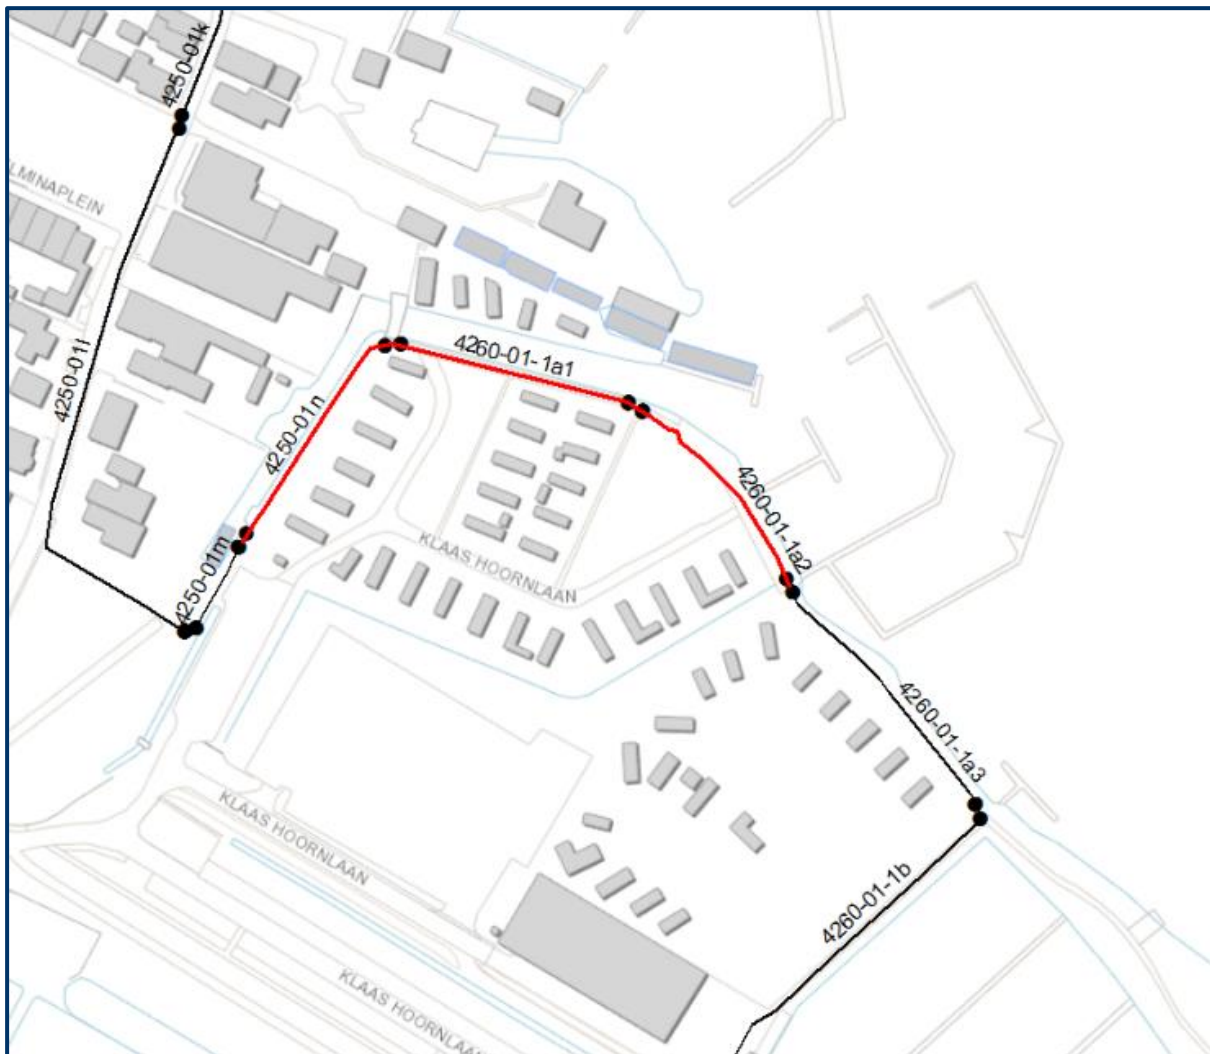 4250-01k
ELMINAPLEIN
4250-01l
4260-01-1a1
4250-01n
4260-01-1a2
4250-01m
KLAAS HOORNLAAN
4260-01-1a3
KLAAS HOORNLAAN
4260-01-1b
KLAAS HOORNLAAN